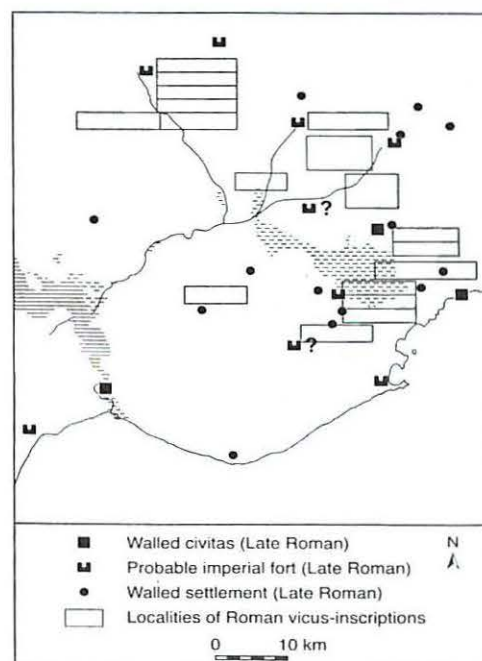 ?
?
Walled civitas (Late Roman)
N
Probable imperial fort (Late Roman)
Walled settlement (Late Roman)
Localities of Roman vicus-inscriptions
0 10 km